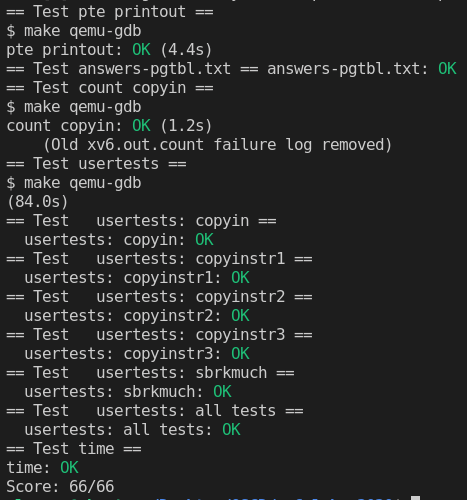 == Test pte printout ==
$ make qemu-gdb
pte printout: OK (4.4s)
== Test answers-pgtbl.txt == answers-pgtbl.txt: OK
== Test count copyin ==
$ make qemu-gdb
count copyin: OK (1.2s)
    (Old xv6.out.count failure log removed)
== Test usertests ==
$ make qemu-gdb
(84.0s)
== Test   usertests: copyin ==
  usertests: copyin: OK
== Test   usertests: copyinstr1 ==
  usertests: copyinstr1: OK
== Test   usertests: copyinstr2 ==
  usertests: copyinstr2: OK
== Test   usertests: copyinstr3 ==
  usertests: copyinstr3: OK
== Test   usertests: sbrkmuch ==
  usertests: sbrkmuch: OK
== Test   usertests: all tests ==
  usertests: all tests: OK
== Test time ==
time: OK
Score: 66/66